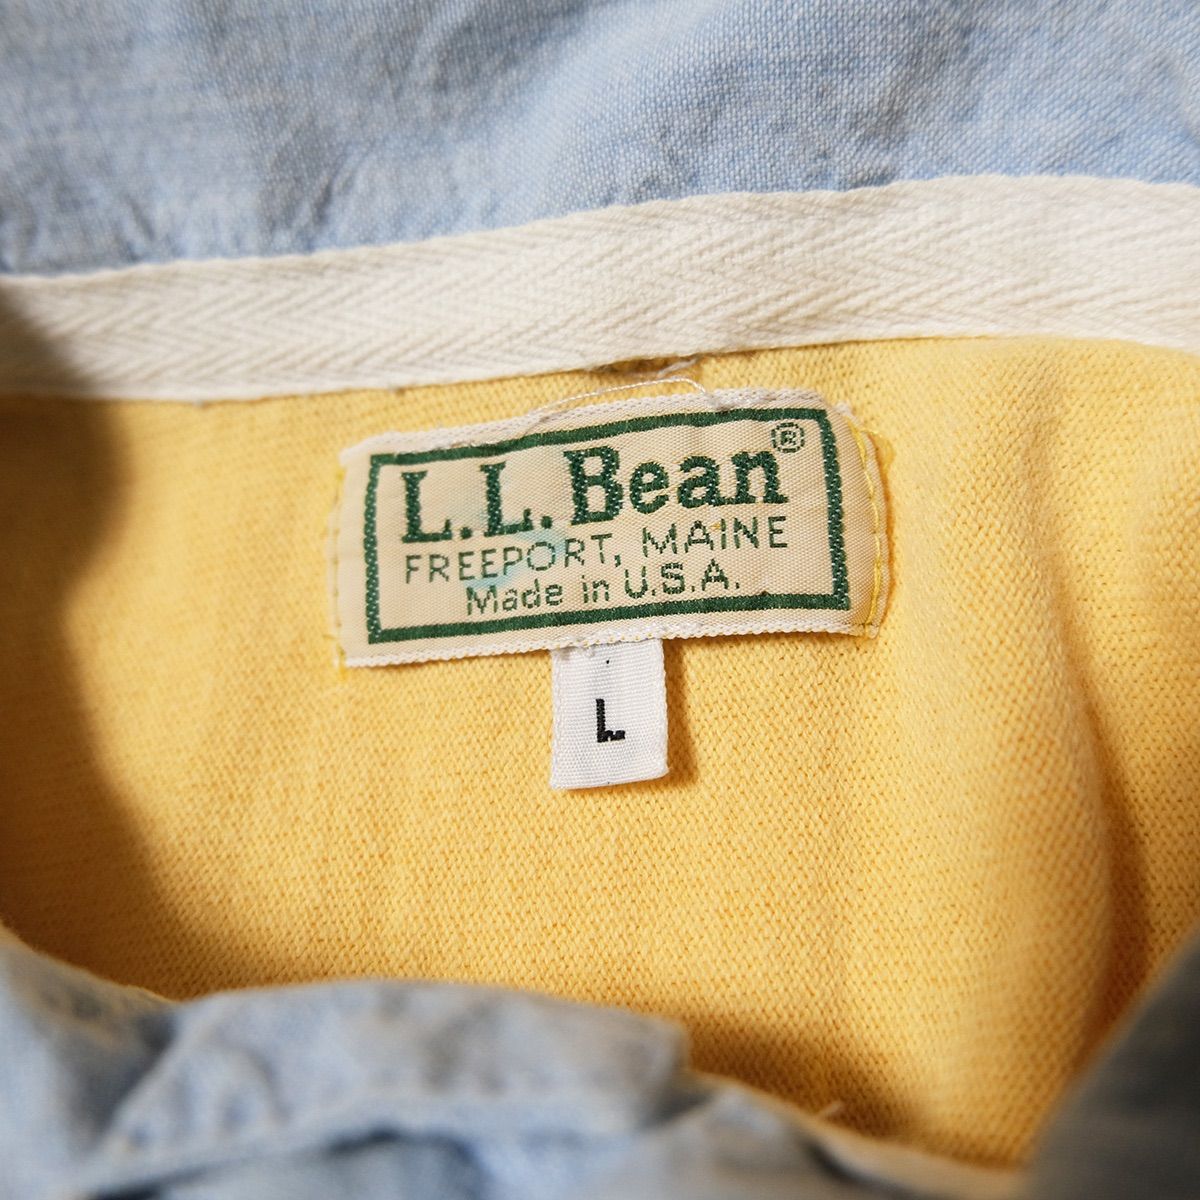 L.L.Bean®
FREEPORT, MAINE
Made in U.S.A.
L